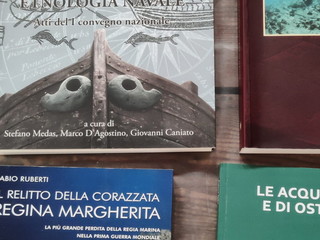 ETNOLOGIA NAVALE
Atti del I convegno nazionale
a cura di
Stefano Medas, Marco D'Agostino, Giovanni Caniato
ABIO RUBERTI
L RELITTO DELLA CORAZZATA
REGINA MARGHERITA
LA PIÙ GRANDE PERDITA DELLA REGIA MARINA
NELLA PRIMA GUERRA MONDIALE
LE ACQU
E DI OST